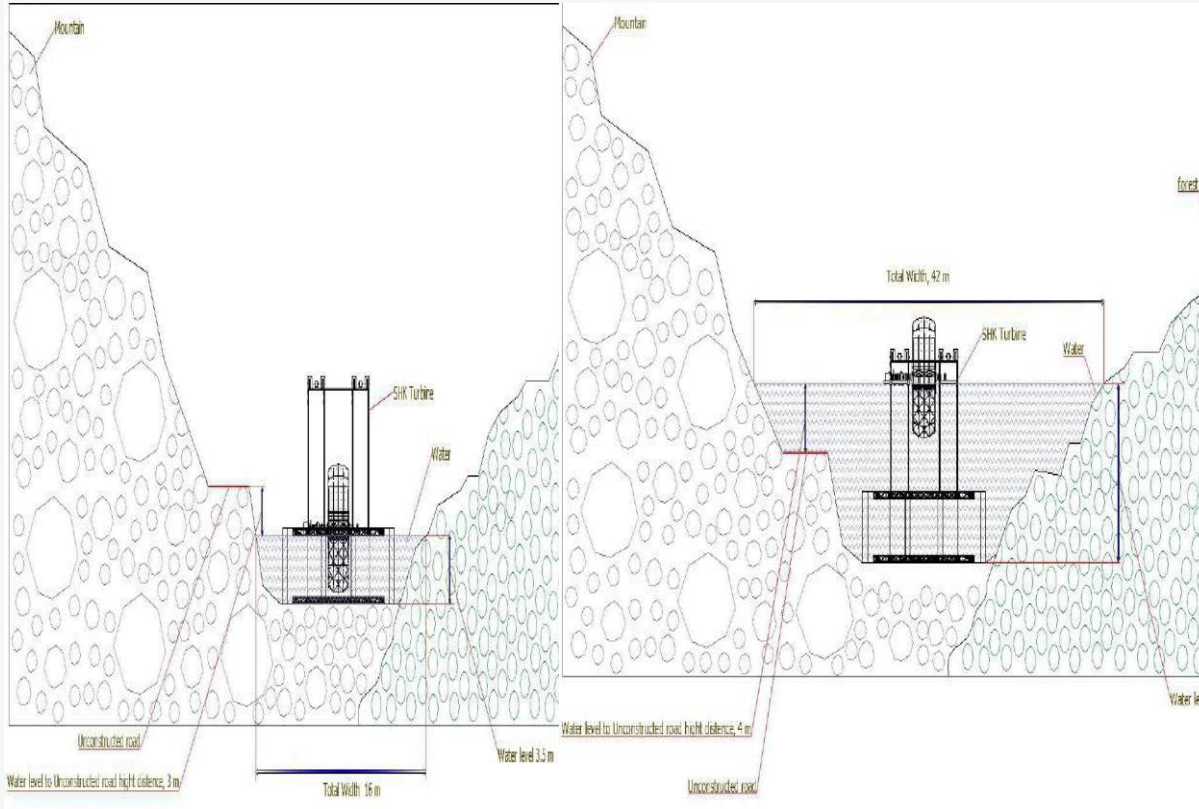 Mountain
SHK Turbine
Water
Unconstructed road
Water level to Unconstructed road hight distence, 3 m
Water level 3.5 m
Total Width 16 m
Mountain
forest
Total Width, 42 m
SHK Turbine
Water
Water level to Unconstructed road hight distence, 4 m
Unconstructed road
Water le